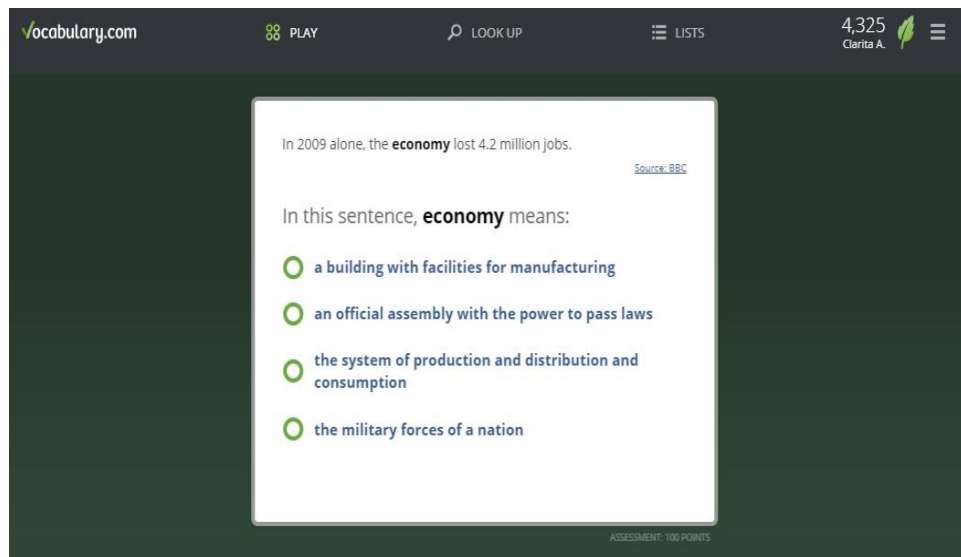 Vocabulary.com
PLAY
LOOK UP
LISTS
4,325
Clarita A.
In 2009 alone, the economy lost 4.2 million jobs.
Source: BBC
In this sentence, economy means:
a building with facilities for manufacturing
an official assembly with the power to pass laws
the system of production and distribution and
consumption
the military forces of a nation
ASSESSMENT: 100 POINTS